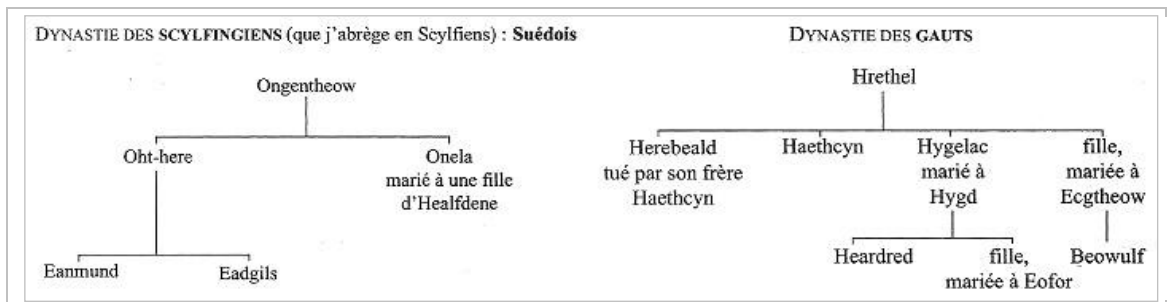 DYNASTIE DES SCYLFINGIENS (que j'abrège en Scylfiens) : Suédois
Ongentheow
Oht-here
Onela
marié à une fille
d'Healfdene
Eanmund
Eadgils
DYNASTIE DES GAUTS
Hrethel
Herebeald
tué par son frère
Haethcyn
Haethcyn
Hygelac
marié à
Hygd
fille,
mariée à
Ecgtheow
Heardred
fille,
mariée à Eofor
Beowulf